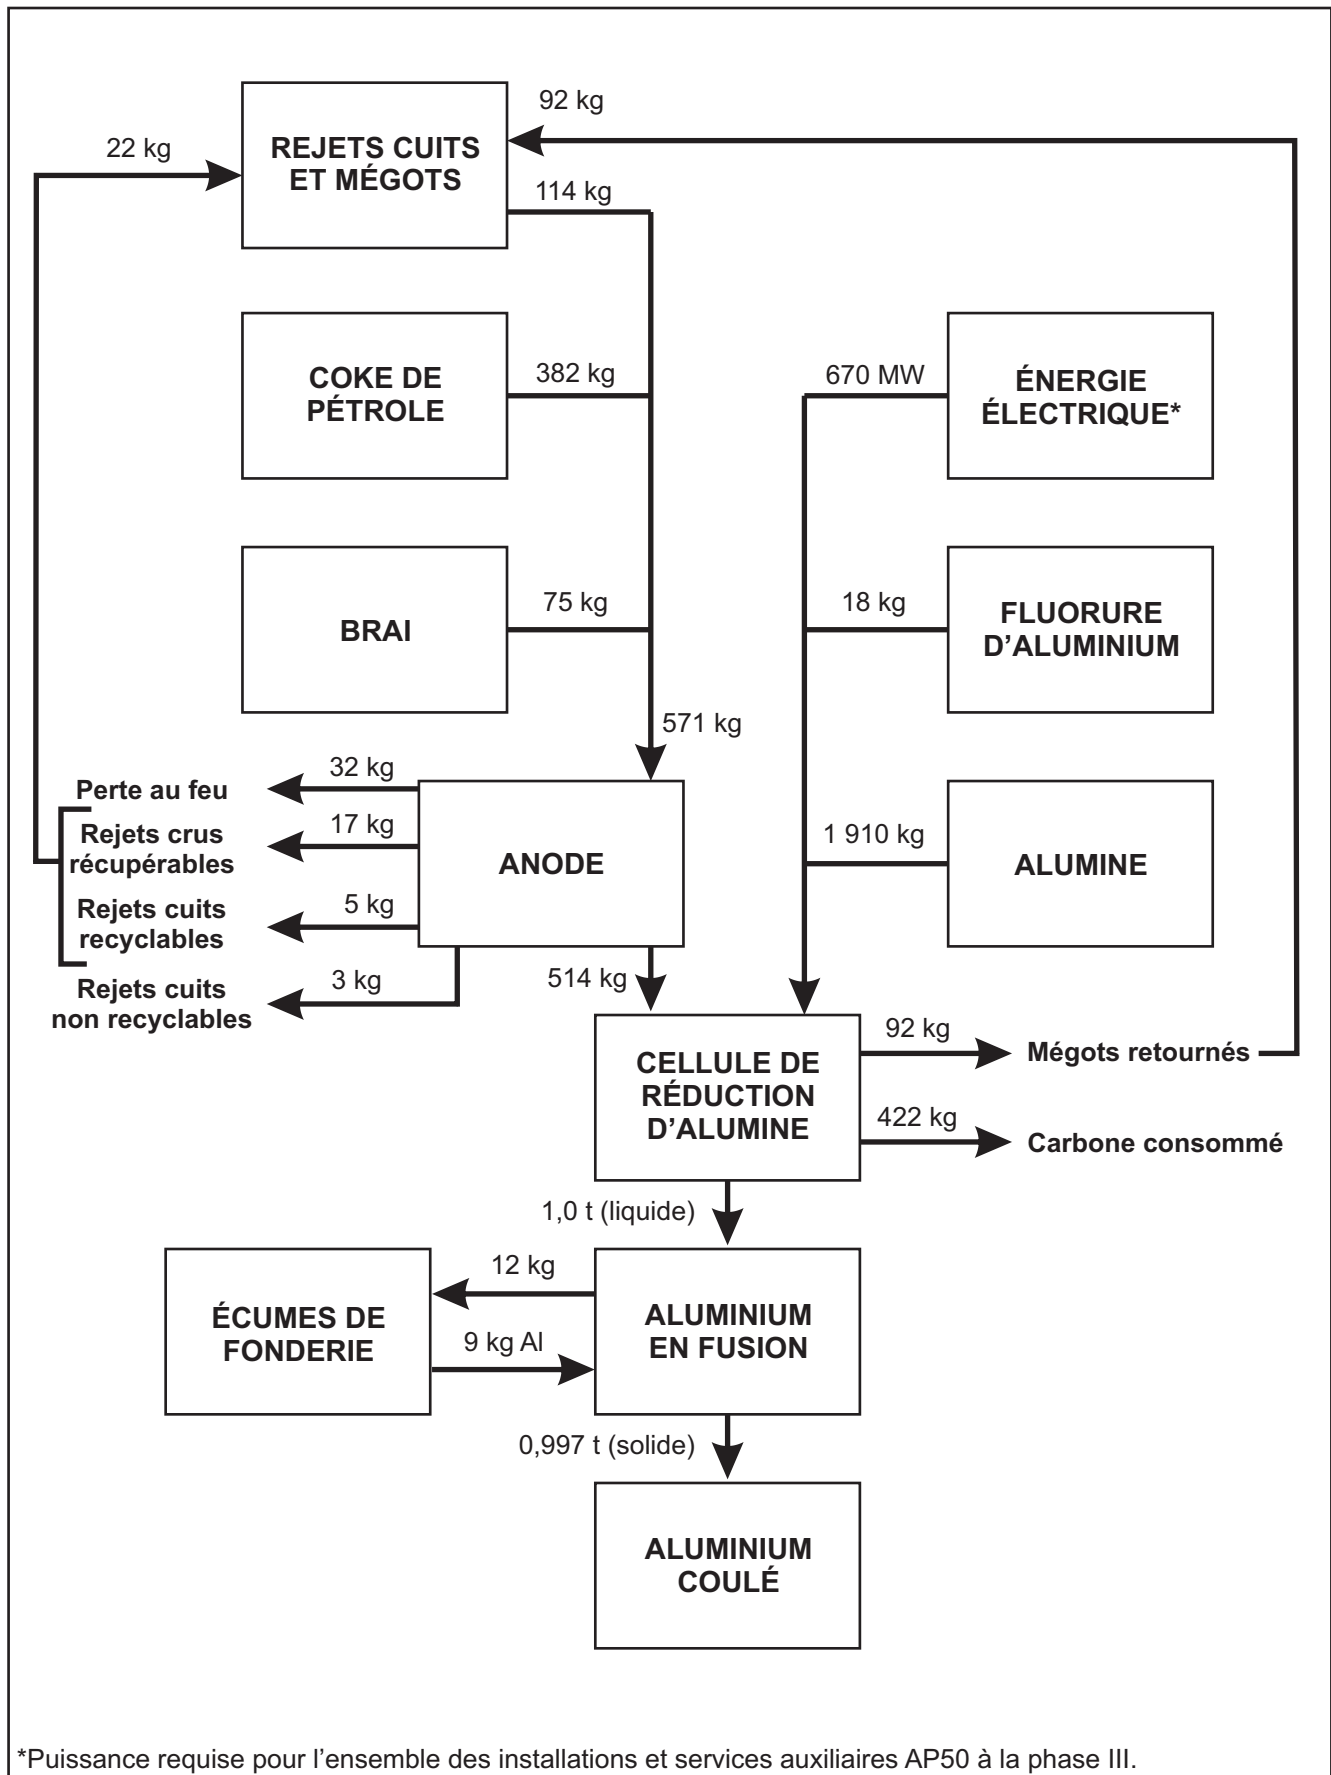 92 kg
22 kg
REJETS CUITS
ET MÉGOTS
114 kg
COKE DE
PÉTROLE
382 kg
670 MW
ÉNERGIE
ÉLECTRIQUE*
BRAI
75 kg
18 kg
FLUORURE
D’ALUMINIUM
571 kg
Perte au feu
32 kg
Rejets crus
récupérables
17 kg
ANODE
1 910 kg
ALUMINE
Rejets cuits
recyclables
5 kg
Rejets cuits
non recyclables
3 kg
514 kg
CELLULE DE
RÉDUCTION
D’ALUMINE
92 kg
Mégots retournés
422 kg
Carbone consommé
1,0 t (liquide)
ÉCUMES DE
FONDERIE
12 kg
9 kg Al
ALUMINIUM
EN FUSION
0,997 t (solide)
ALUMINIUM
COULÉ
*Puissance requise pour l’ensemble des installations et services auxiliaires AP50 à la phase III.